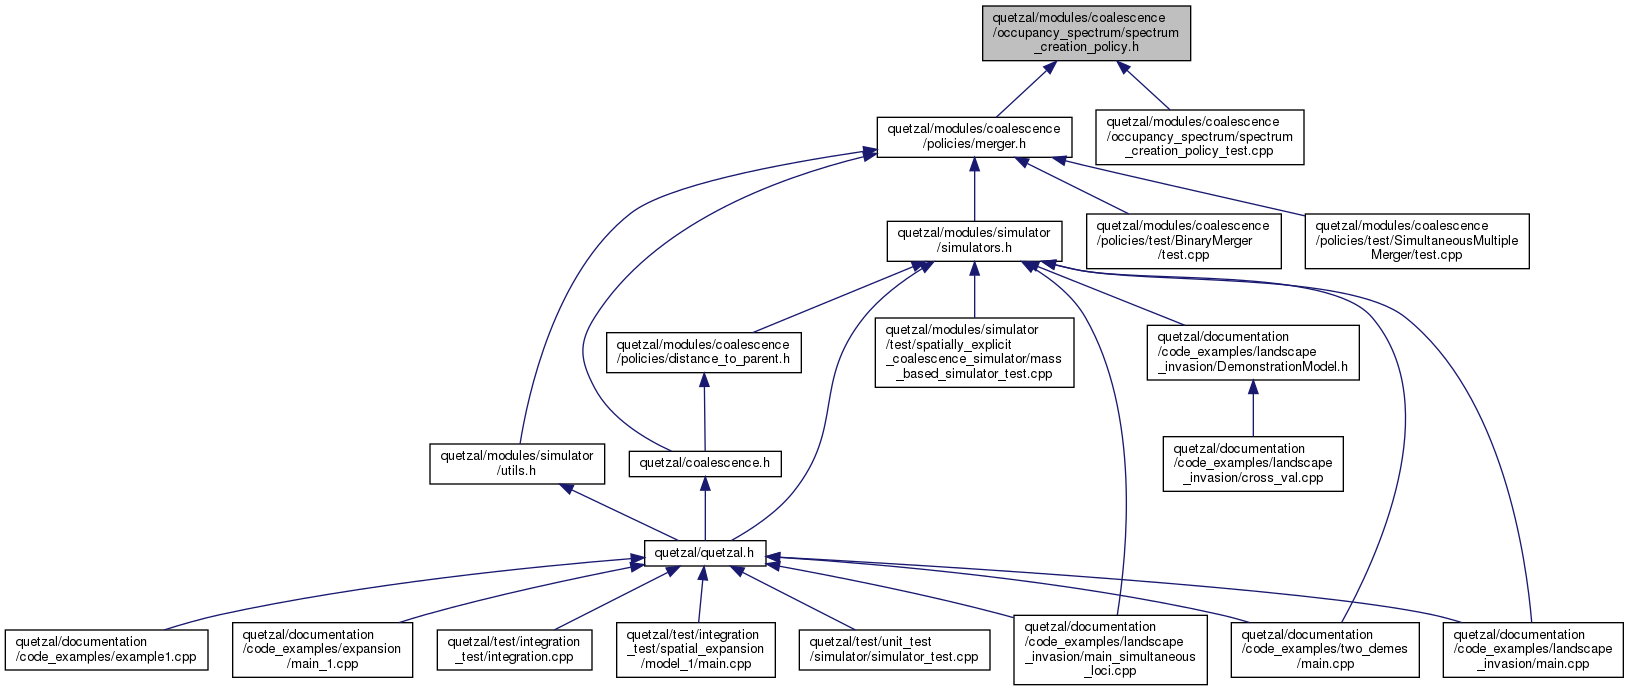 quetzal/modules/coalescence
/occupancy_spectrum/spectrum
_creation_policy.h
quetzal/modules/coalescence
/policies/merger.h
quetzal/modules/coalescence
/occupancy_spectrum/spectrum
_creation_policy_test.cpp
quetzal/modules/simulator
/simulators.h
quetzal/modules/coalescence
/policies/test/BinaryMerger
/test.cpp
quetzal/modules/coalescence
/policies/test/SimultaneousMultiple
Merger/test.cpp
quetzal/modules/coalescence
/policies/distance_to_parent.h
quetzal/modules/simulator
/test/spatially_explicit
_coalescence_simulator/mass
_based_simulator_test.cpp
quetzal/documentation
/code_examples/landscape
_invasion/DemonstrationModel.h
quetzal/modules/simulator
/utils.h
quetzal/coalescence.h
quetzal/documentation
/code_examples/landscape
_invasion/cross_val.cpp
quetzal/quetzal.h
quetzal/documentation
/code_examples/example1.cpp
quetzal/documentation
/code_examples/expansion
/main_1.cpp
quetzal/test/integration
_test/integration.cpp
quetzal/test/integration
_test/spatial_expansion
/model_1/main.cpp
quetzal/test/unit_test
/simulator/simulator_test.cpp
quetzal/documentation
/code_examples/landscape
_invasion/main_simultaneous
_loci.cpp
quetzal/documentation
/code_examples/two_demes
/main.cpp
quetzal/documentation
/code_examples/landscape
_invasion/main.cpp